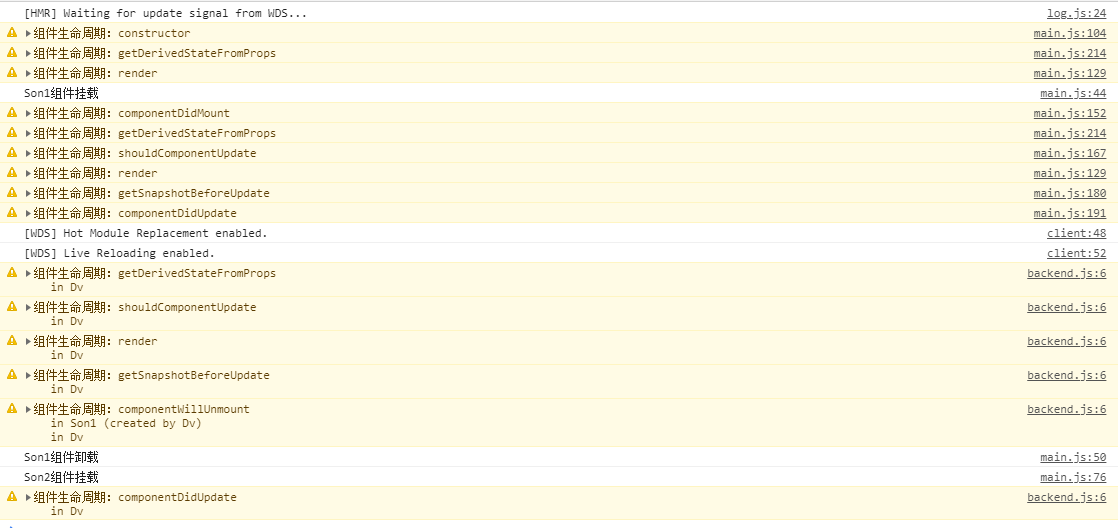 [HMR] Waiting for update signal from WDS... log.js:24
组件生命周期: constructor main.js:104
组件生命周期: getDerivedStateFromProps main.js:214
组件生命周期: render main.js:129
Son1组件挂载 main.js:44
组件生命周期: componentDidMount main.js:152
组件生命周期: getDerivedStateFromProps main.js:214
组件生命周期: shouldComponentUpdate main.js:167
组件生命周期: render main.js:129
组件生命周期: getSnapshotBeforeUpdate main.js:180
组件生命周期: componentDidUpdate main.js:191
[WDS] Hot Module Replacement enabled. client:48
[WDS] Live Reloading enabled. client:52
组件生命周期: getDerivedStateFromProps backend.js:6
in Dv
组件生命周期: shouldComponentUpdate backend.js:6
in Dv
组件生命周期: render backend.js:6
in Dv
组件生命周期: getSnapshotBeforeUpdate backend.js:6
in Dv
组件生命周期: componentWillUnmount backend.js:6
in Son1 (created by Dv)
in Dv
Son1组件卸载 main.js:50
Son2组件挂载 main.js:76
组件生命周期: componentDidUpdate backend.js:6
in Dv